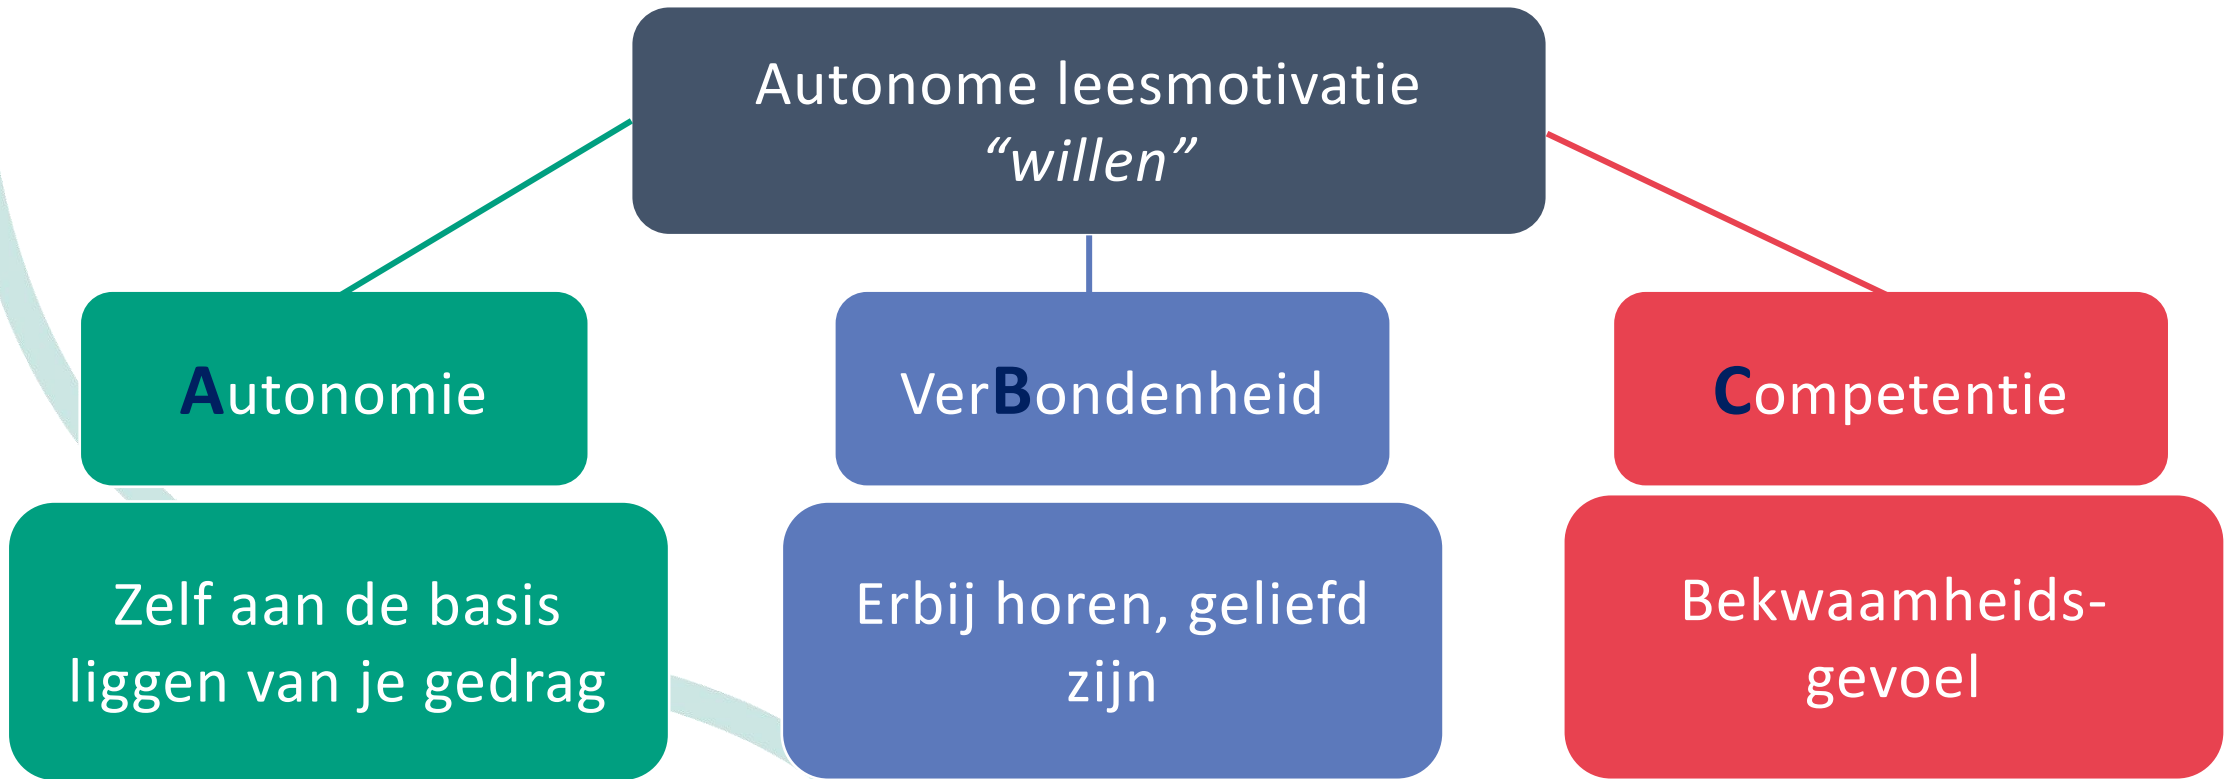 Autonome leesmotivatie
“willen”
Autonomie
VerBondenheid
Competentie
Zelf aan de basis
liggen van je gedrag
Erbij horen, geliefd
zijn
Bekwaamheids-
gevoel